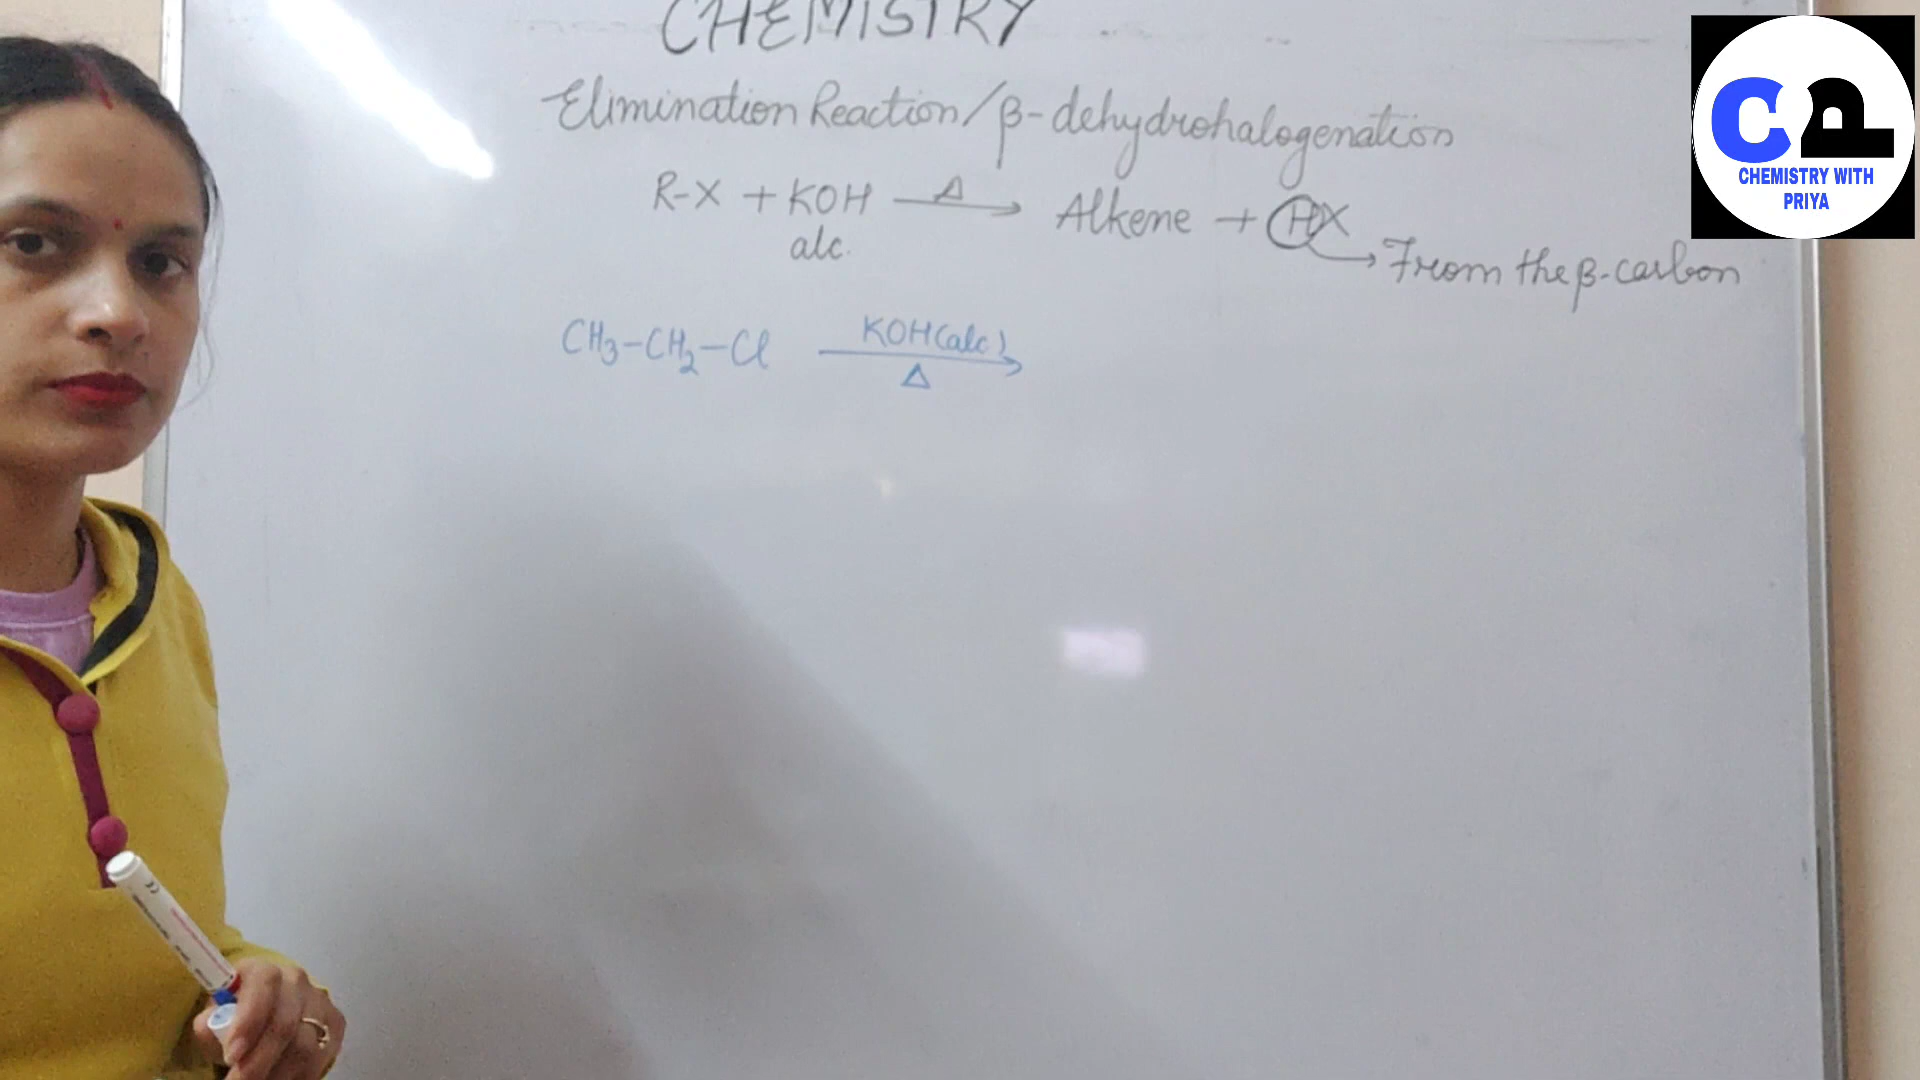 CHEMISTRY
Elimination Reaction/β-dehydrohalogenation
R-X + KOH —Δ→ Alkene + HX
alc.
→ From the β-carbon
CH₃-CH₂-Cl —KOH(alc)→
Δ
CP
CHEMISTRY WITH
PRIYA